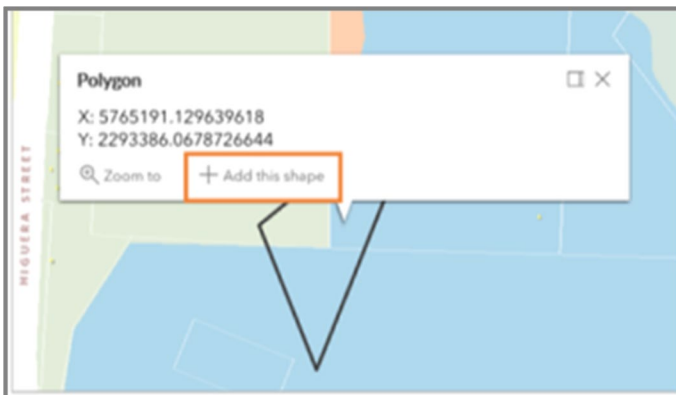 Polygon
X: 5765191.129639618
Y: 2293386.0678726644
Zoom to
Add this shape
HIGUERA STREET